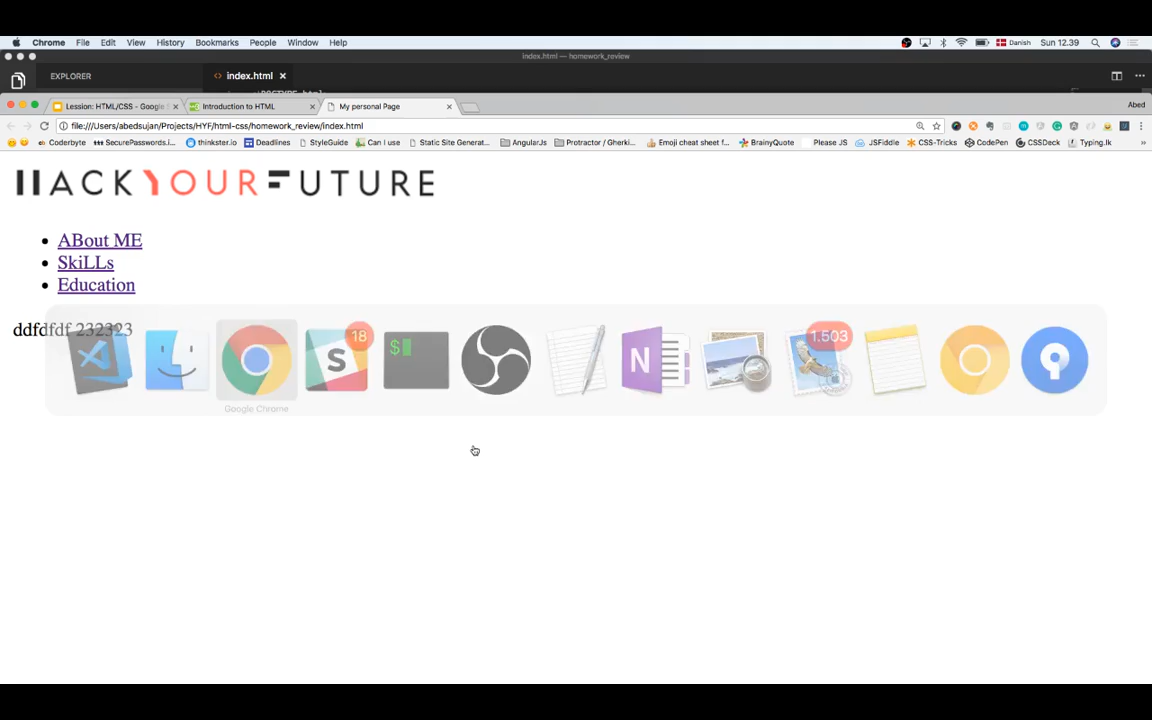 Chrome File Edit View History Bookmarks People Window Help Danish Sun 12.39
index.html — homework_review
EXPLORER index.html
Lession: HTML/CSS - Google S Introduction to HTML My personal Page Abed
file:///Users/abedsujan/Projects/HYF/html-css/homework_review/index.html
Coderbyte SecurePasswords.i... thinkster.io Deadlines StyleGuide Can I use Static Site Generat... AngularJs Protractor / Gherki... Emoji cheat sheet f... BrainyQuote Please JS JSFiddle CSS-Tricks CodePen CSSDeck Typing.lk
HACKYOURFUTURE
ABout ME
SkiLLs
Education
ddfdfdf 232323
18
1.503
S
$
N
Google Chrome